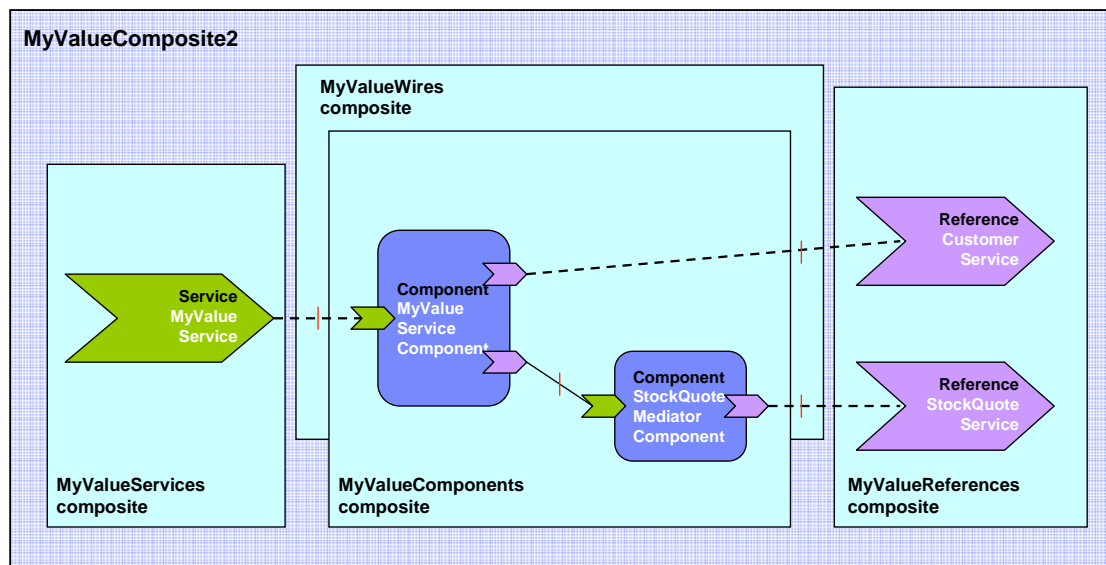 MyValueComposite2
MyValueWires
composite
Service
MyValue
Service
Component
MyValue
Service
Component
Component
StockQuote
Mediator
Component
Reference
Customer
Service
Reference
StockQuote
Service
MyValueServices
composite
MyValueComponents
composite
MyValueReferences
composite